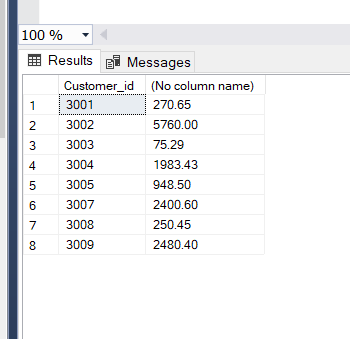 100 %
Results Messages
Customer_id (No column name)
1 3001 270.65
2 3002 5760.00
3 3003 75.29
4 3004 1983.43
5 3005 948.50
6 3007 2400.60
7 3008 250.45
8 3009 2480.40